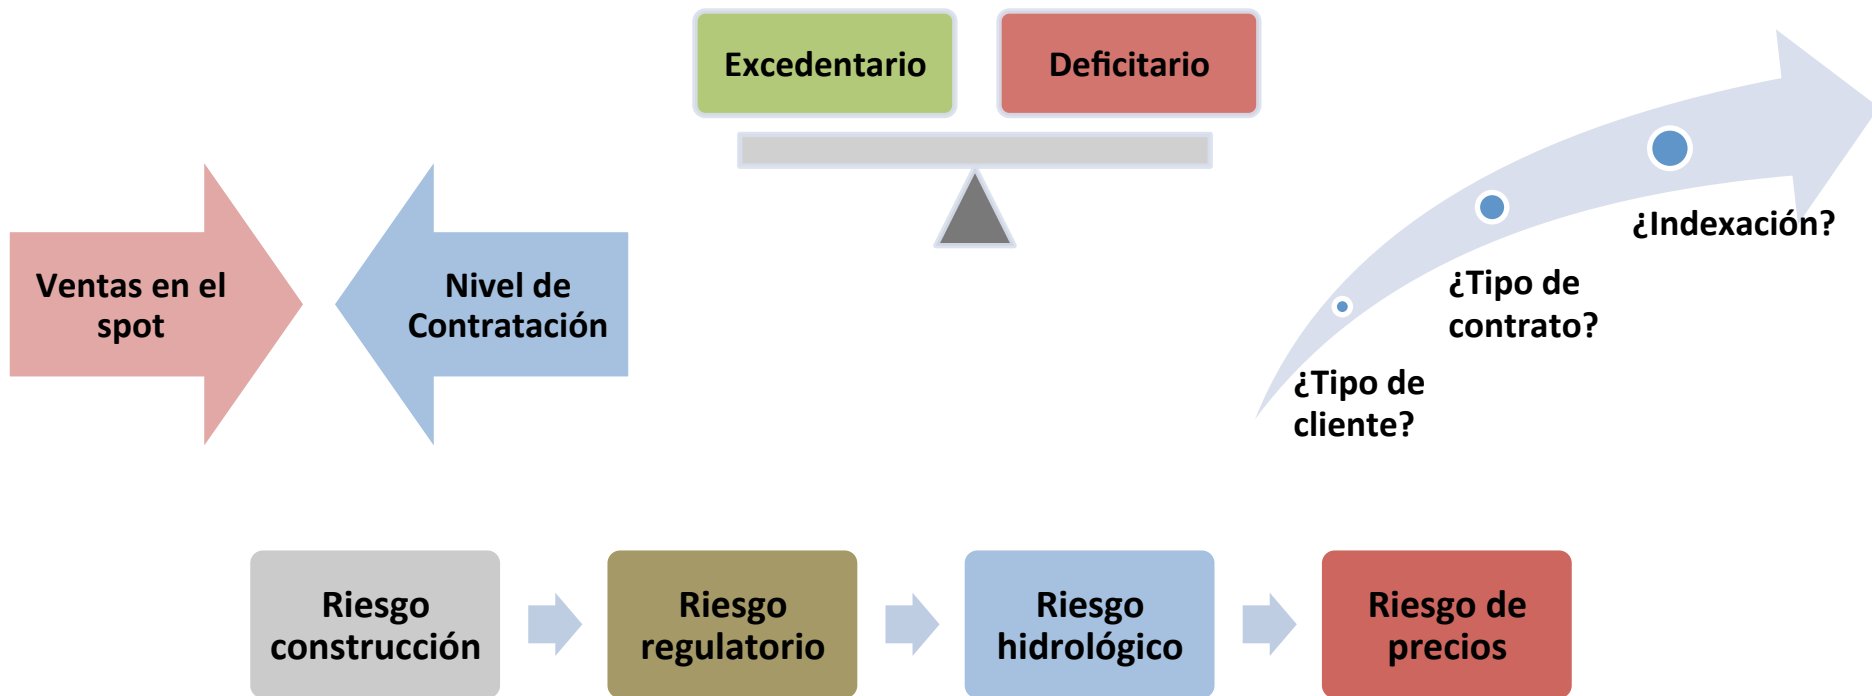 Excedentario
Deficitario
Ventas en el
spot
Nivel de
Contratación
¿Indexación?
¿Tipo de
contrato?
¿Tipo de
cliente?
Riesgo
construcción
Riesgo
regulatorio
Riesgo
hidrológico
Riesgo de
precios